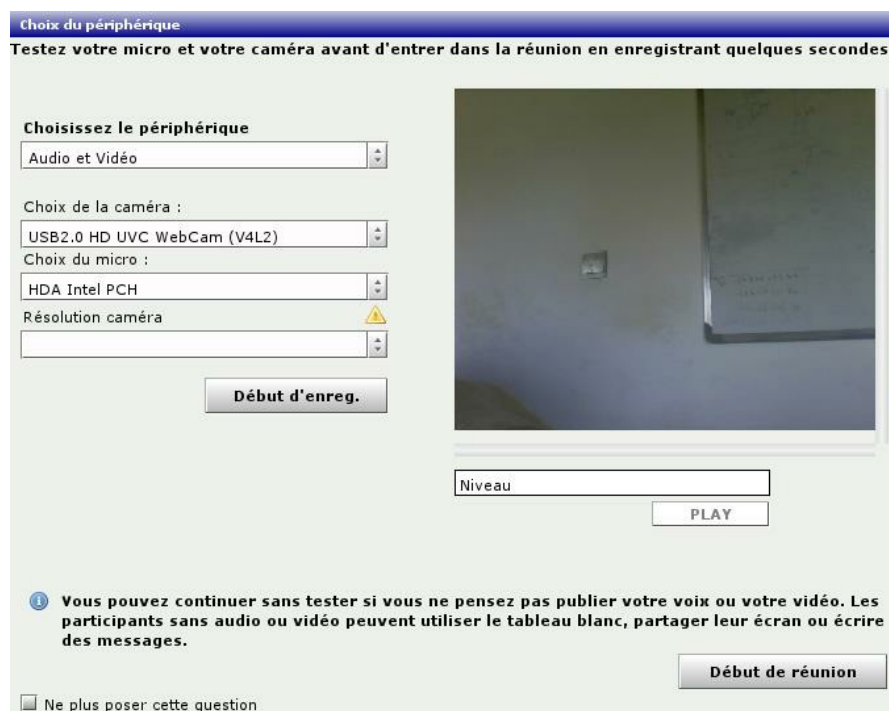 Choix du périphérique
Testez votre micro et votre caméra avant d'entrer dans la réunion en enregistrant quelques secondes
Choisissez le périphérique
Audio et Vidéo
Choix de la caméra :
USB2.0 HD UVC WebCam (V4L2)
Choix du micro :
HDA Intel PCH
Résolution caméra
Début d'enreg.
Niveau
PLAY
Vous pouvez continuer sans tester si vous ne pensez pas publier votre voix ou votre vidéo. Les
participants sans audio ou vidéo peuvent utiliser le tableau blanc, partager leur écran ou écrire
des messages.
Début de réunion
Ne plus poser cette question